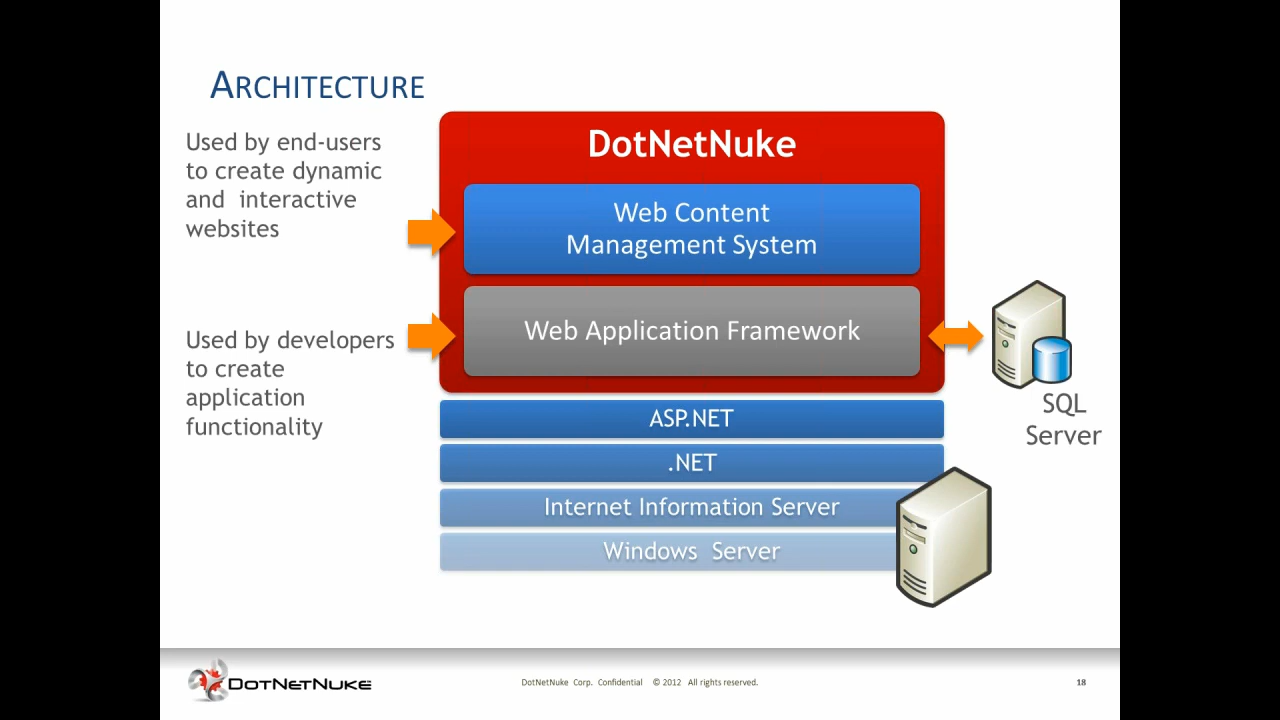 ARCHITECTURE
Used by end-users
to create dynamic
and interactive
websites
Used by developers
to create
application
functionality
DotNetNuke
Web Content
Management System
Web Application Framework
ASP.NET
.NET
Internet Information Server
Windows Server
SQL
Server
DOTNETNUKE
DotNetNuke Corp. Confidential © 2012 All rights reserved.
18